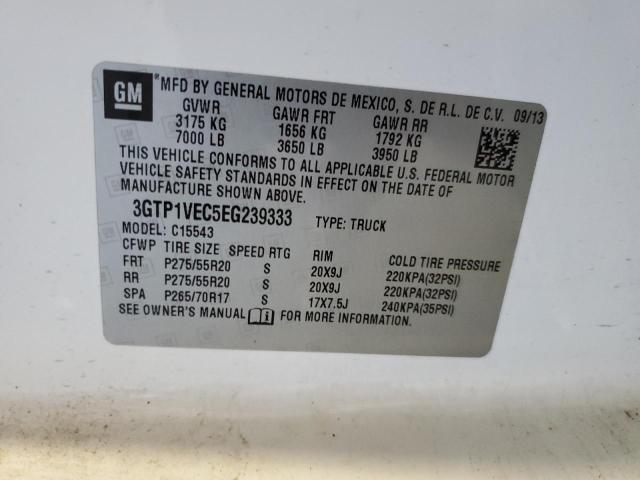 GM
®MFD BY GENERAL MOTORS DE MEXICO, S. DE R.L. DE C.V. 09/13
GVWR GAWR FRT GAWR RR
3175 KG 1656 KG 1792 KG
7000 LB 3650 LB 3950 LB
THIS VEHICLE CONFORMS TO ALL APPLICABLE U.S. FEDERAL MOTOR
VEHICLE SAFETY STANDARDS IN EFFECT ON THE DATE OF
MANUFACTURE SHOWN ABOVE.
3GTP1VEC5EG239333 TYPE: TRUCK
MODEL: C15543
CFWP TIRE SIZE SPEED RTG RIM COLD TIRE PRESSURE
FRT P275/55R20 S 20X9J 220KPA(32PSI)
RR P275/55R20 S 20X9J 220KPA(32PSI)
SPA P265/70R17 S 17X7.5J 240KPA(35PSI)
SEE OWNER'S MANUAL FOR MORE INFORMATION.